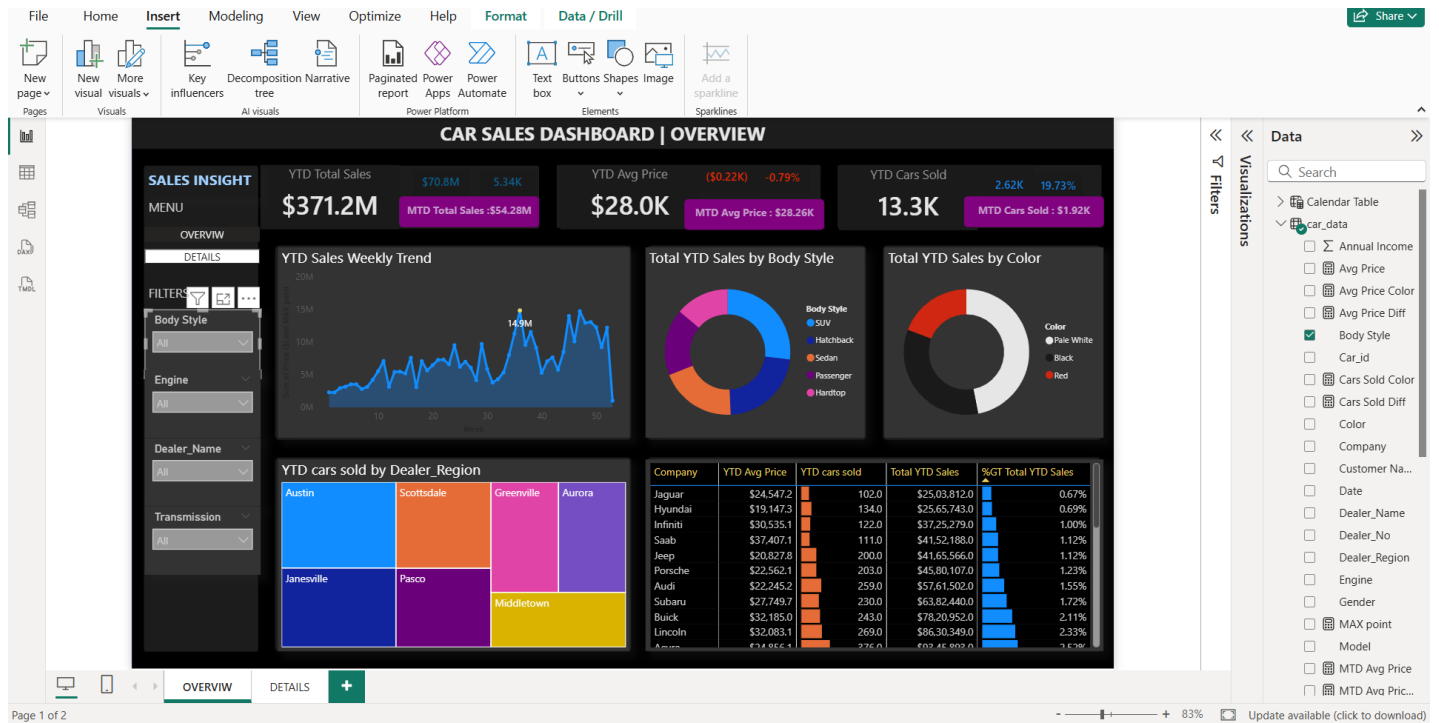 File Home Insert Modeling View Optimize Help Format Data / Drill Share
New page
New visual
More visuals
Key influencers
Decomposition tree
Narrative
Paginated report
Power Apps
Power Automate
Text box
Buttons
Shapes
Image
Add a sparkline
Pages Visuals AI visuals Power Platform Elements Sparklines
CAR SALES DASHBOARD | OVERVIEW
SALES INSIGHT
MENU
OVERVIW
DETAILS
FILTERS
Body Style
All
Engine
All
Dealer_Name
All
Transmission
All
YTD Total Sales
$70.8M 5.34K
$371.2M
MTD Total Sales :$54.28M
YTD Avg Price
($0.22K) -0.79%
$28.0K
MTD Avg Price : $28.26K
YTD Cars Sold
2.62K 19.73%
13.3K
MTD Cars Sold : $1.92K
YTD Sales Weekly Trend
20M
15M
10M
5M
0M
14.9M
10 20 30 40 50
Week
Total YTD Sales by Body Style
Body Style
SUV
Hatchback
Sedan
Passenger
Hardtop
Total YTD Sales by Color
Color
Pale White
Black
Red
YTD cars sold by Dealer_Region
Austin
Scottsdale
Greenville
Aurora
Janesville
Pasco
Middletown
Company YTD Avg Price YTD cars sold Total YTD Sales %GT Total YTD Sales
Jaguar $24,547.2 102.0 $25,03,812.0 0.67%
Hyundai $19,147.3 134.0 $25,65,743.0 0.69%
Infiniti $30,535.1 122.0 $37,25,279.0 1.00%
Saab $37,407.1 111.0 $41,52,188.0 1.12%
Jeep $20,827.8 200.0 $41,65,566.0 1.12%
Porsche $22,562.1 203.0 $45,80,107.0 1.23%
Audi $22,245.2 259.0 $57,61,502.0 1.55%
Subaru $27,749.7 230.0 $63,82,440.0 1.72%
Buick $32,185.0 243.0 $78,20,952.0 2.11%
Lincoln $32,083.1 269.0 $86,30,349.0 2.33%
Acura $24,856.1 376.0 $93,45,893.0 2.52%
Filters
Visualizations
Data
Search
Calendar Table
car_data
Annual Income
Avg Price
Avg Price Color
Avg Price Diff
Body Style
Car_id
Cars Sold Color
Cars Sold Diff
Color
Company
Customer Na...
Date
Dealer_Name
Dealer_No
Dealer_Region
Engine
Gender
MAX point
Model
MTD Avg Price
MTD Avg Pric...
DAX
TMDL
OVERVIW DETAILS
Page 1 of 2
83%
Update available (click to download)